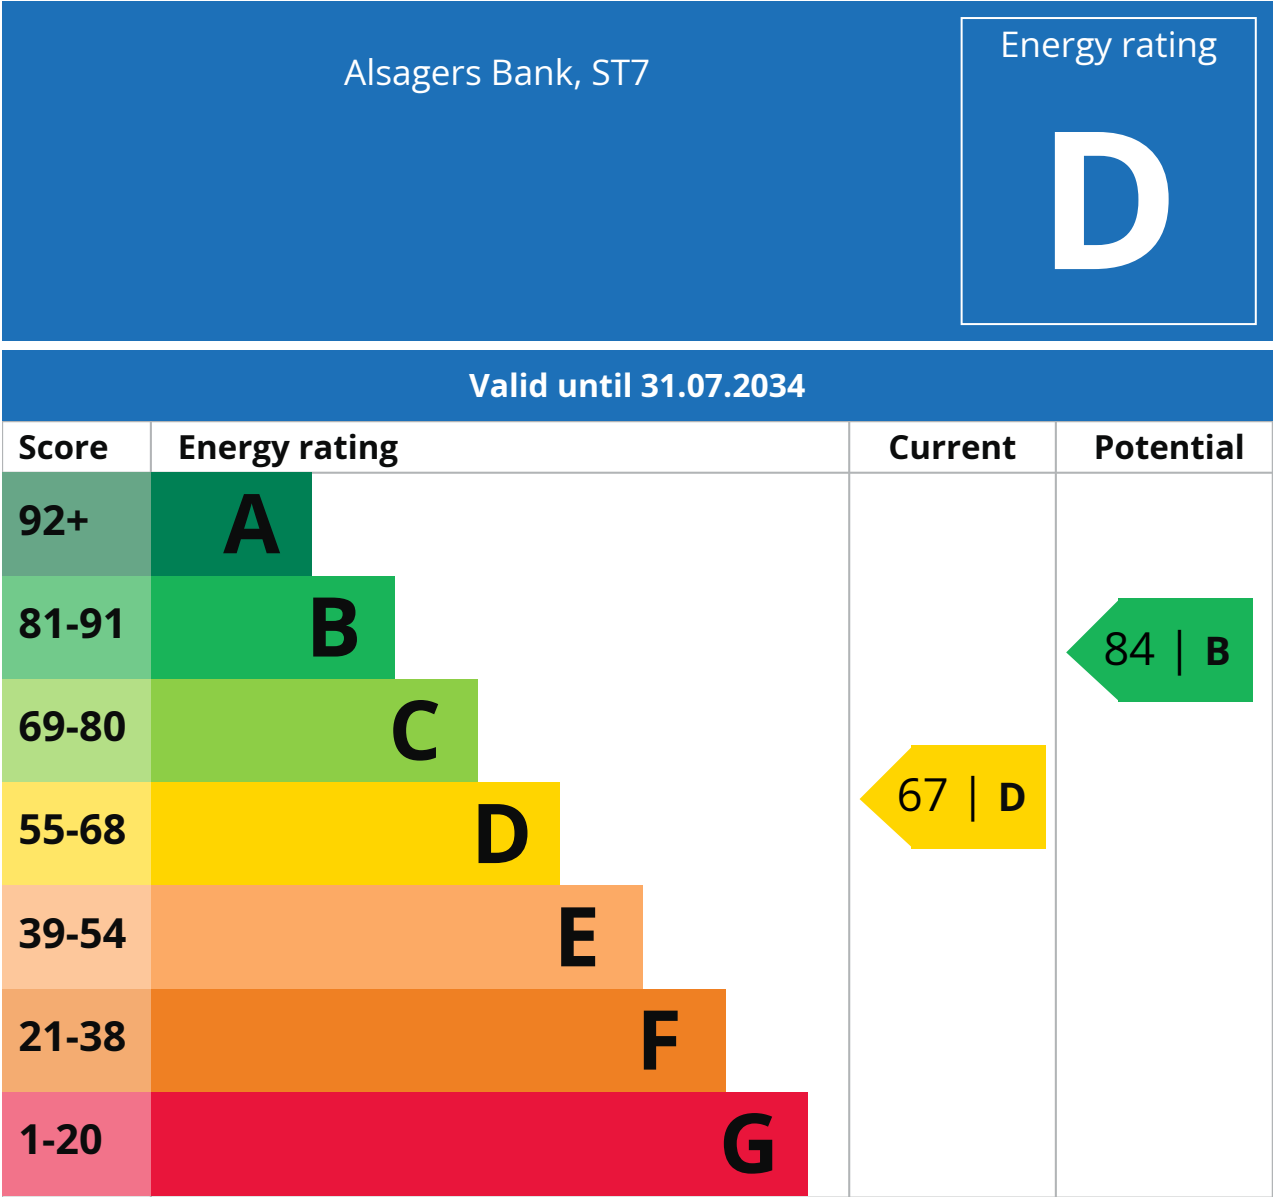 Alsagers Bank, ST7
Energy rating
D
Valid until 31.07.2034
Score Energy rating Current Potential
92+ A
81-91 B
84 | B
69-80 C
67 | D
55-68 D
39-54 E
21-38 F
1-20 G